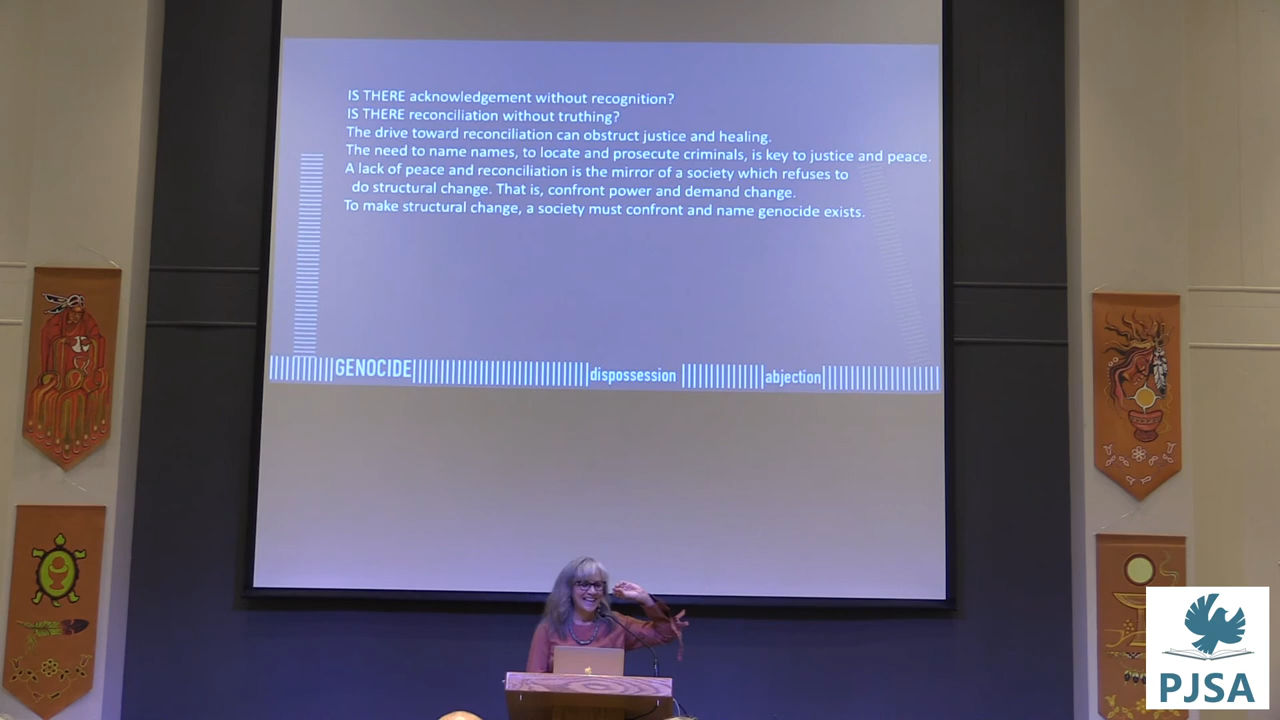 IS THERE acknowledgement without recognition?
IS THERE reconciliation without truthing?
The drive toward reconciliation can obstruct justice and healing.
The need to name names, to locate and prosecute criminals, is key to justice and peace.
A lack of peace and reconciliation is the mirror of a society which refuses to
do structural change. That is, confront power and demand change.
To make structural change, a society must confront and name genocide exists.
GENOCIDE dispossession abjection
PJSA